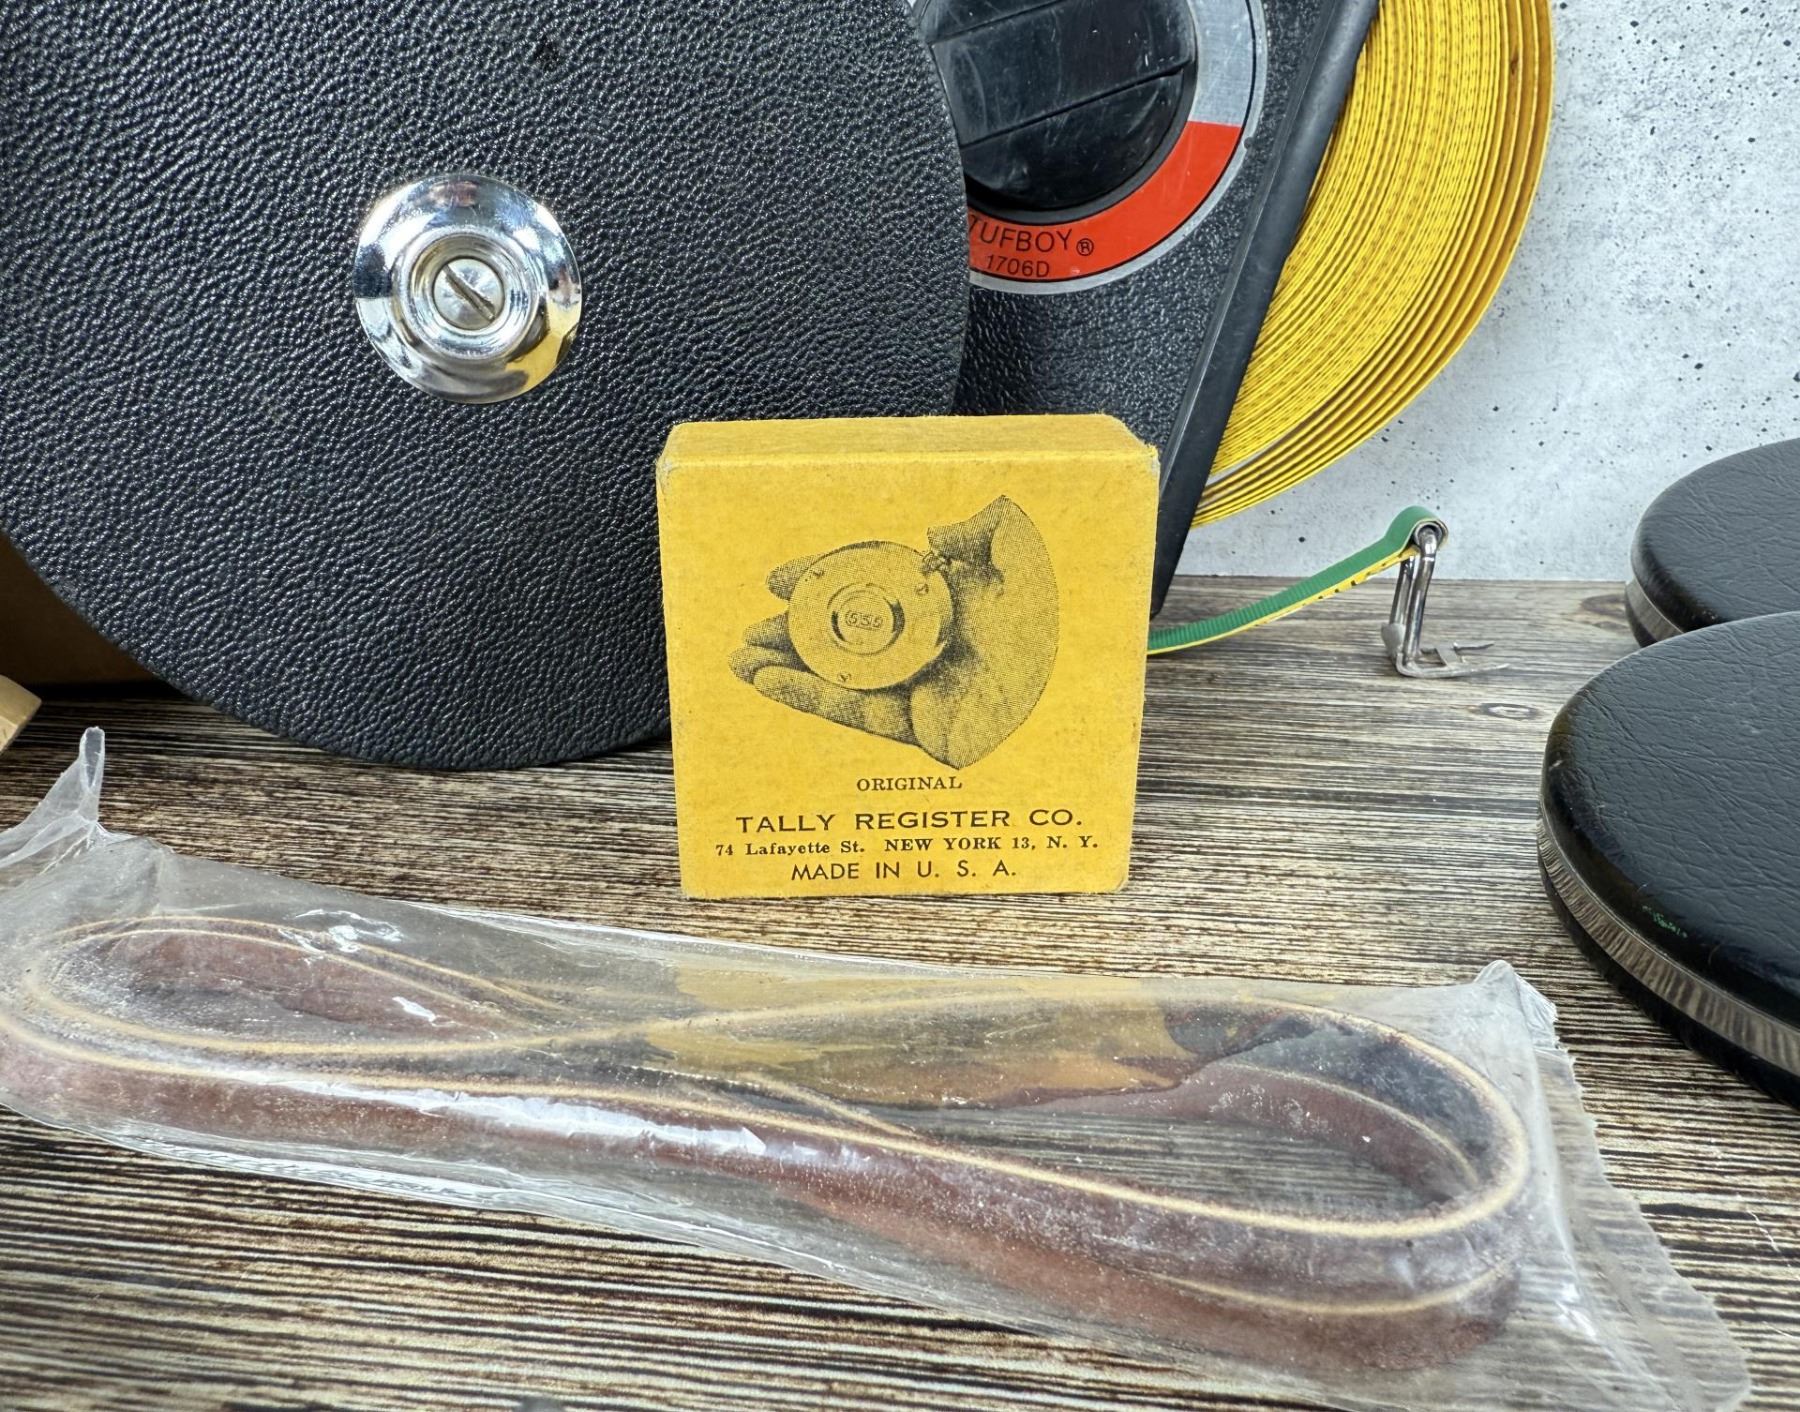 TUFBOY®
1706D
ORIGINAL
TALLY REGISTER CO.
74 Lafayette St. NEW YORK 13, N. Y.
MADE IN U. S. A.